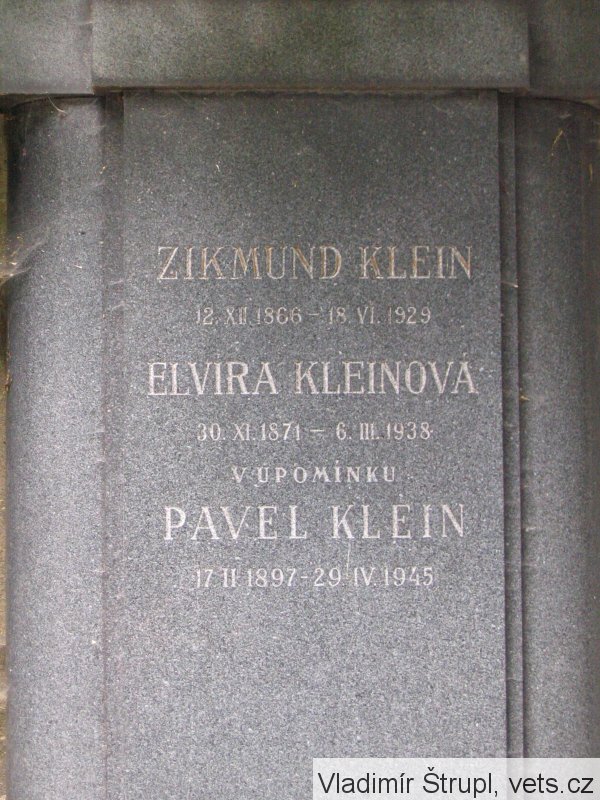 ZIKMUND KLEIN
12. XII. 1866 – 18. VI. 1929
ELVÍRA KLEINOVÁ
30. XI. 1871 – 6. III. 1938
V UPOMÍNKU
PAVEL KLEIN
17 II 1897 - 29 IV. 1945
Vladimír Štrupl, vets.cz